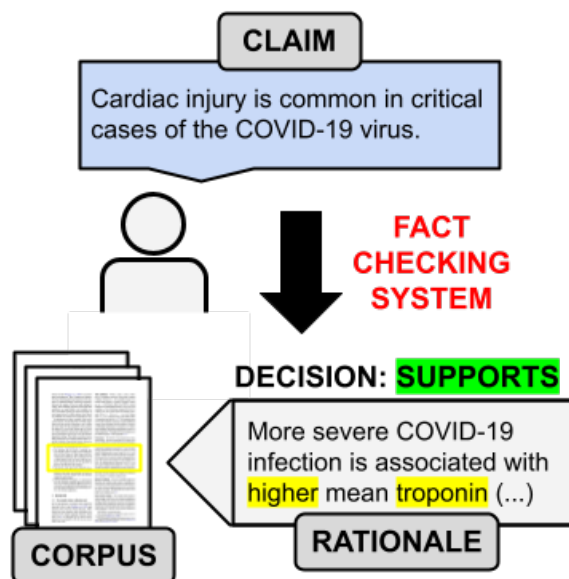 CLAIM
Cardiac injury is common in critical
cases of the COVID-19 virus.
FACT
CHECKING
SYSTEM
DECISION: SUPPORTS
More severe COVID-19
infection is associated with
higher mean troponin (...)
RATIONALE
CORPUS